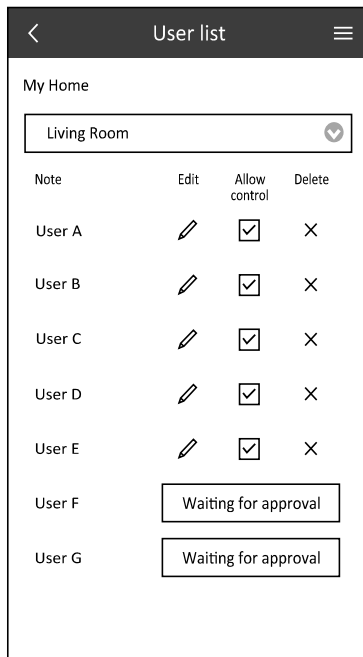 User list
My Home
Living Room
Note Edit Allow control Delete
User A
User B
User C
User D
User E
User F Waiting for approval
User G Waiting for approval